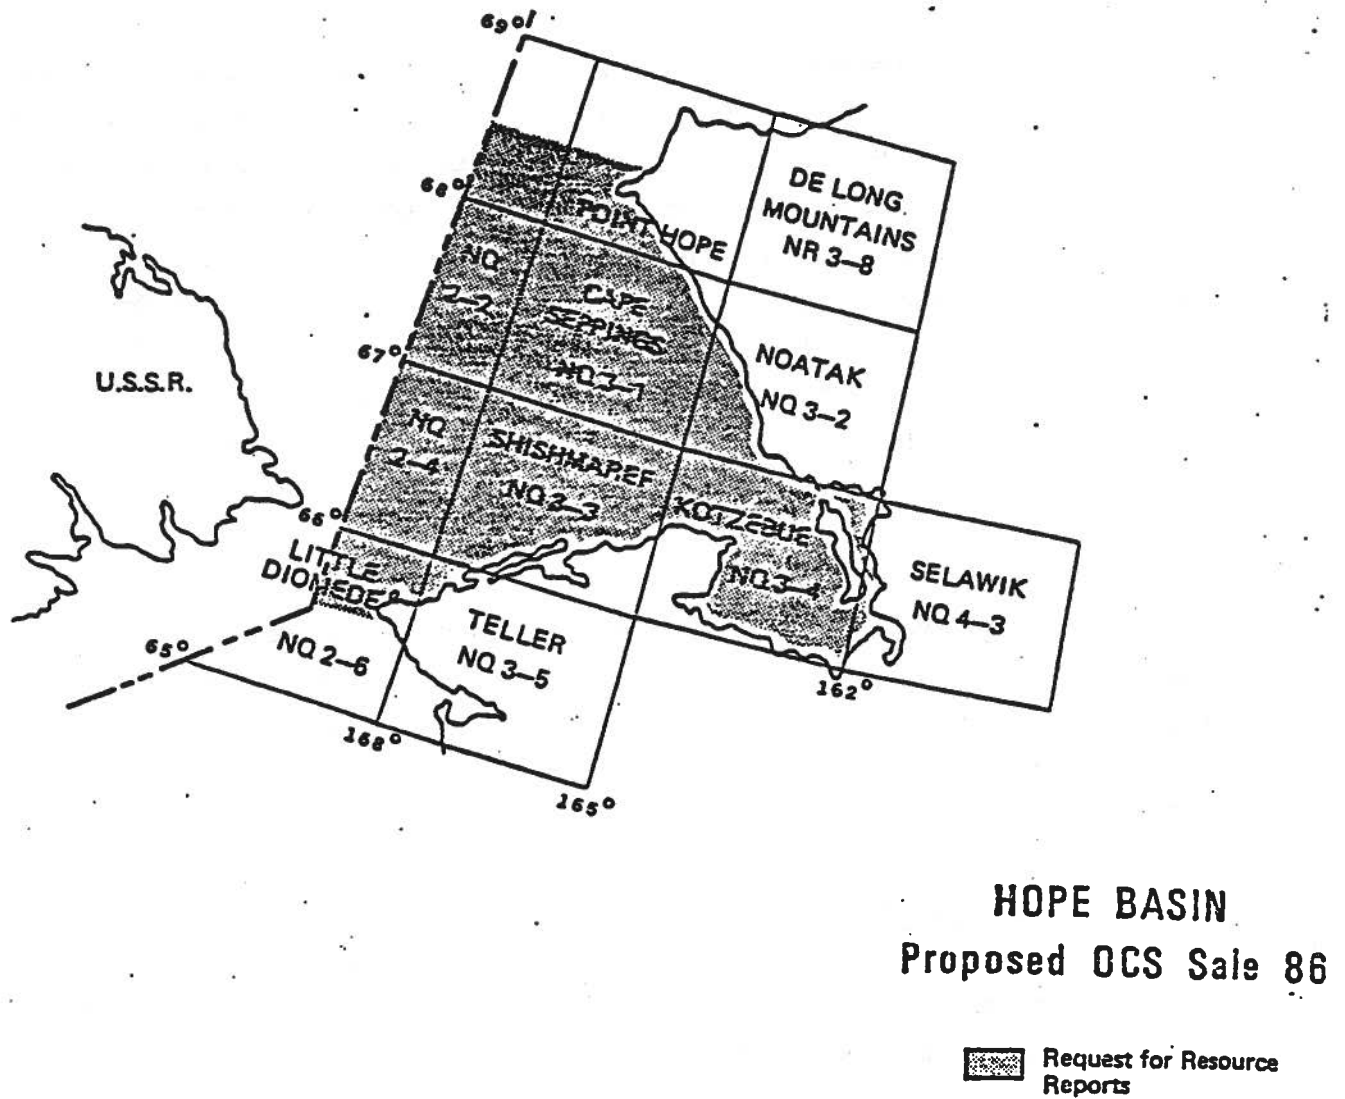 69°
DE LONG
MOUNTAINS
NR 3–8
68°
POINT HOPE
NQ
2–2
CAPE
SEPPINGS
NQ 3–1
NOATAK
NQ 3–2
67°
U.S.S.R.
NQ
2–4
SHISHMAREF
NQ 3–3
KOTZEBUE
NQ 3–4
SELAWIK
NQ 4–3
66°
LITTLE
DIOMEDE
NQ 2–6
TELLER
NQ 3–5
65°
162°
168°
165°
HOPE BASIN
Proposed OCS Sale 86
Request for Resource
Reports